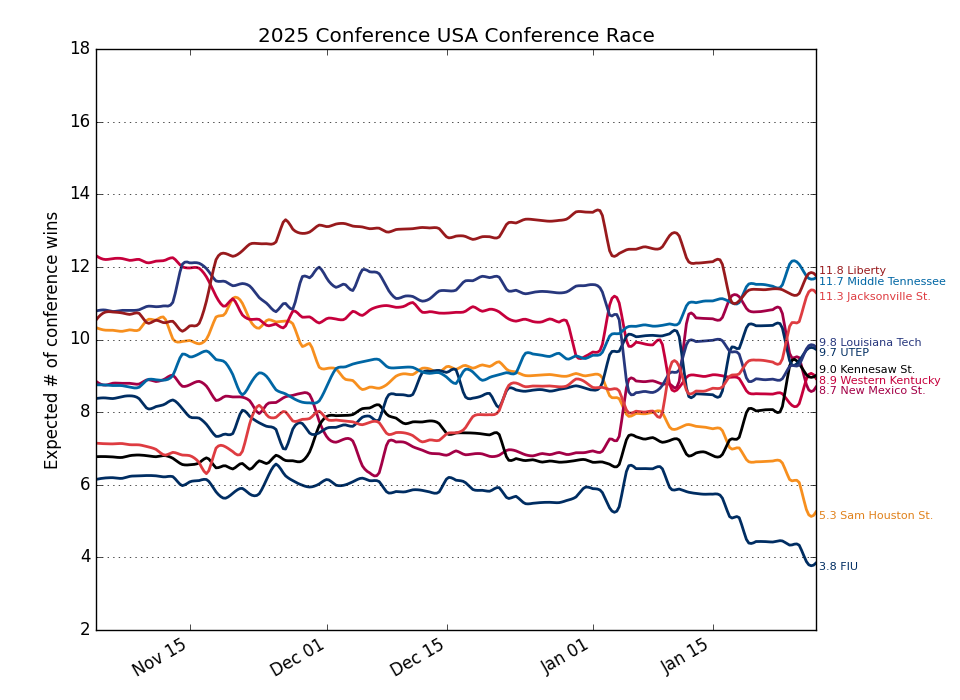 2025 Conference USA Conference Race
Expected # of conference wins
18
16
14
12
10
8
6
4
2
Nov 15
Dec 01
Dec 15
Jan 01
Jan 15
11.8 Liberty
11.7 Middle Tennessee
11.3 Jacksonville St.
9.8 Louisiana Tech
9.7 UTEP
9.0 Kennesaw St.
8.9 Western Kentucky
8.7 New Mexico St.
5.3 Sam Houston St.
3.8 FIU